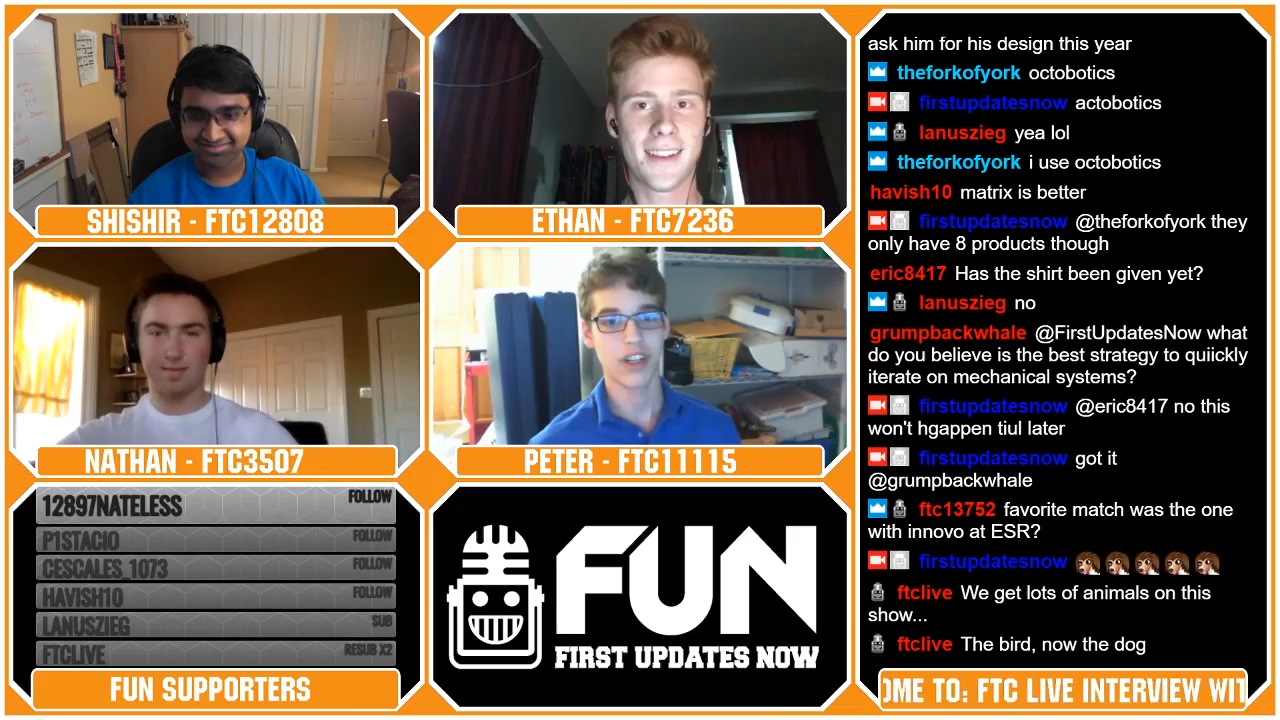 SHISHIR - FTC12808
ETHAN - FTC7236
NATHAN - FTC3507
PETER - FTC11115
12897NATELESS FOLLOW
P1STACIO FOLLOW
CESCALES_1073 FOLLOW
HAVISH10 FOLLOW
LANUSZIEG SUB
FTCLIVE RESUB X2
FUN SUPPORTERS
FUN
FIRST UPDATES NOW
ask him for his design this year
theforkofyork octobotics
firstupdatesnow actobotics
lanuszieg yea lol
theforkofyork i use octobotics
havish10 matrix is better
firstupdatesnow @theforkofyork they
only have 8 products though
eric8417 Has the shirt been given yet?
lanuszieg no
grumpbackwhale @FirstUpdatesNow what
do you believe is the best strategy to quiickly
iterate on mechanical systems?
firstupdatesnow @eric8417 no this
won't hgappen tiul later
firstupdatesnow got it
@grumpbackwhale
ftc13752 favorite match was the one
with innovo at ESR?
firstupdatesnow
ftclive We get lots of animals on this
show...
ftclive The bird, now the dog
OME TO: FTC LIVE INTERVIEW WIT